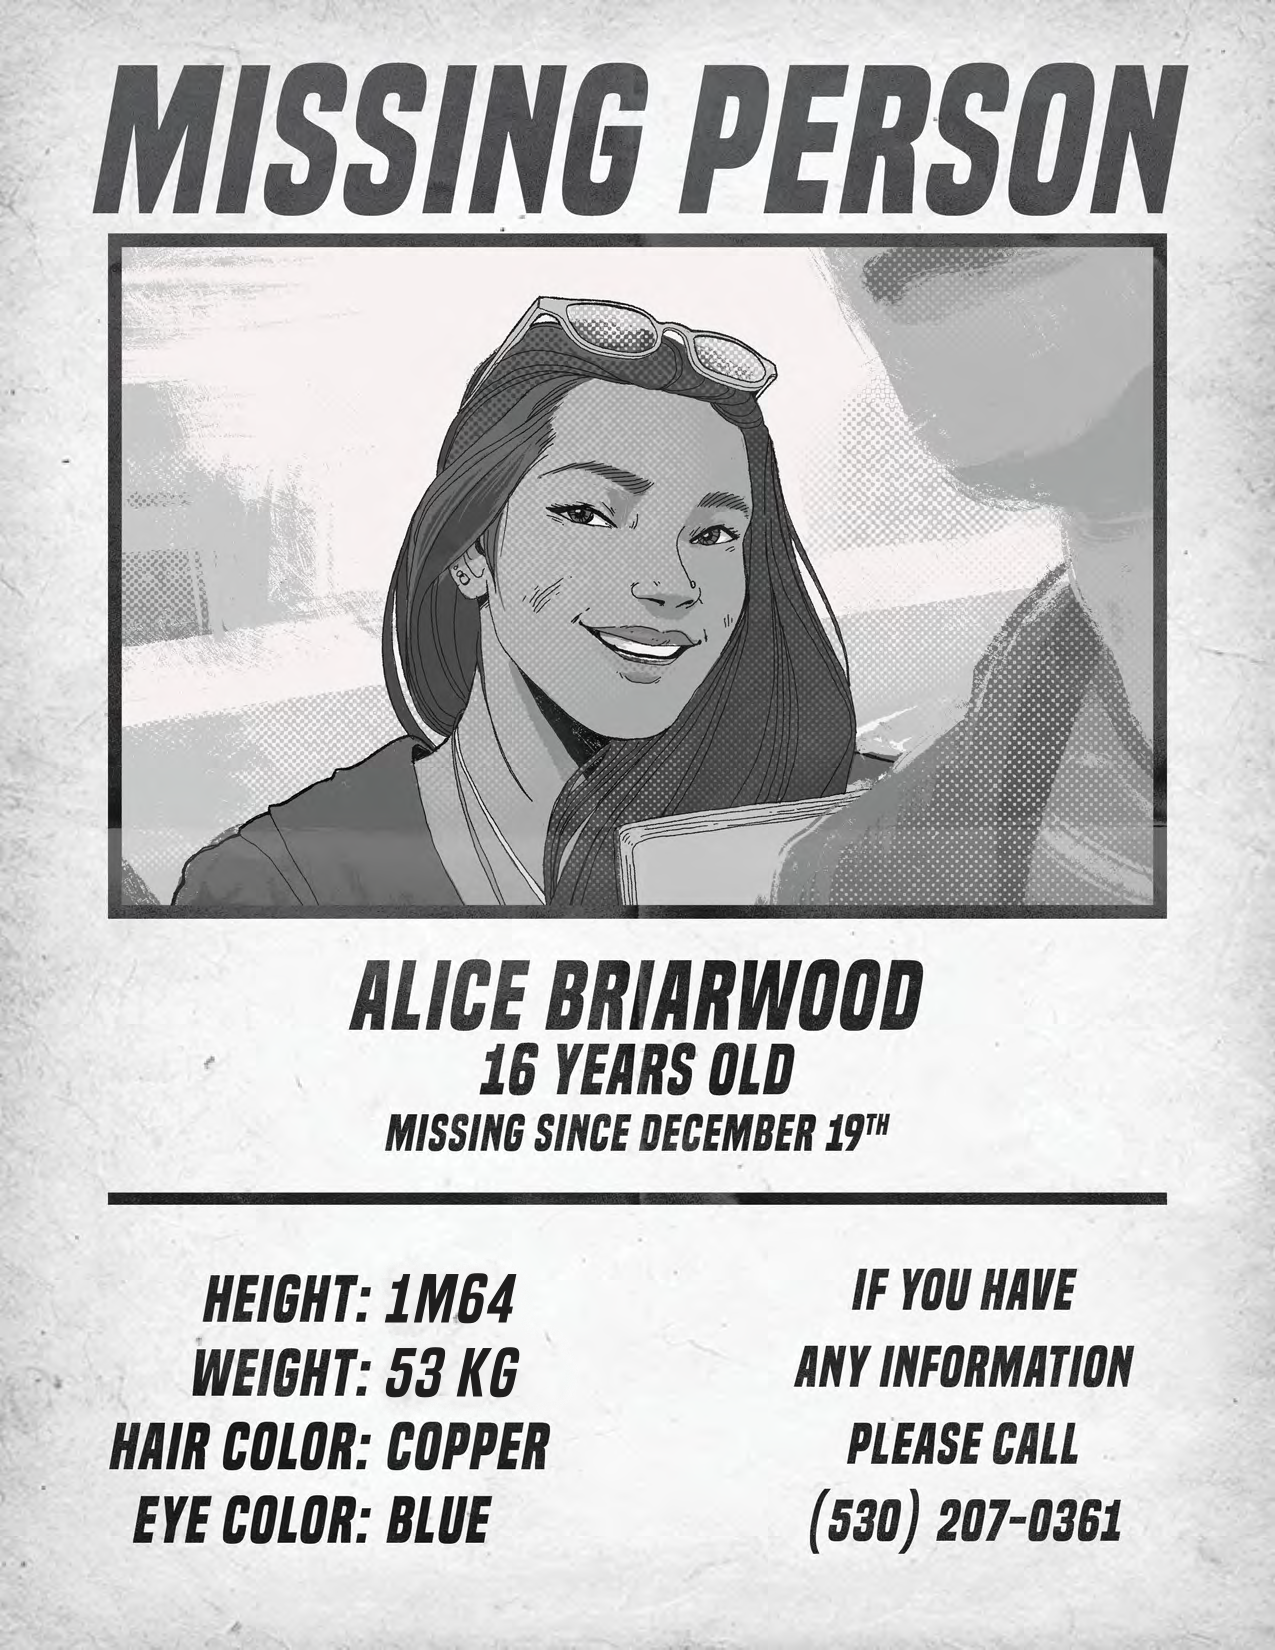 MISSING PERSON
ALICE BRIARWOOD
16 YEARS OLD
MISSING SINCE DECEMBER 19TH
HEIGHT: 1M64
WEIGHT: 53 KG
HAIR COLOR: COPPER
EYE COLOR: BLUE
IF YOU HAVE
ANY INFORMATION
PLEASE CALL
(530) 207-0361